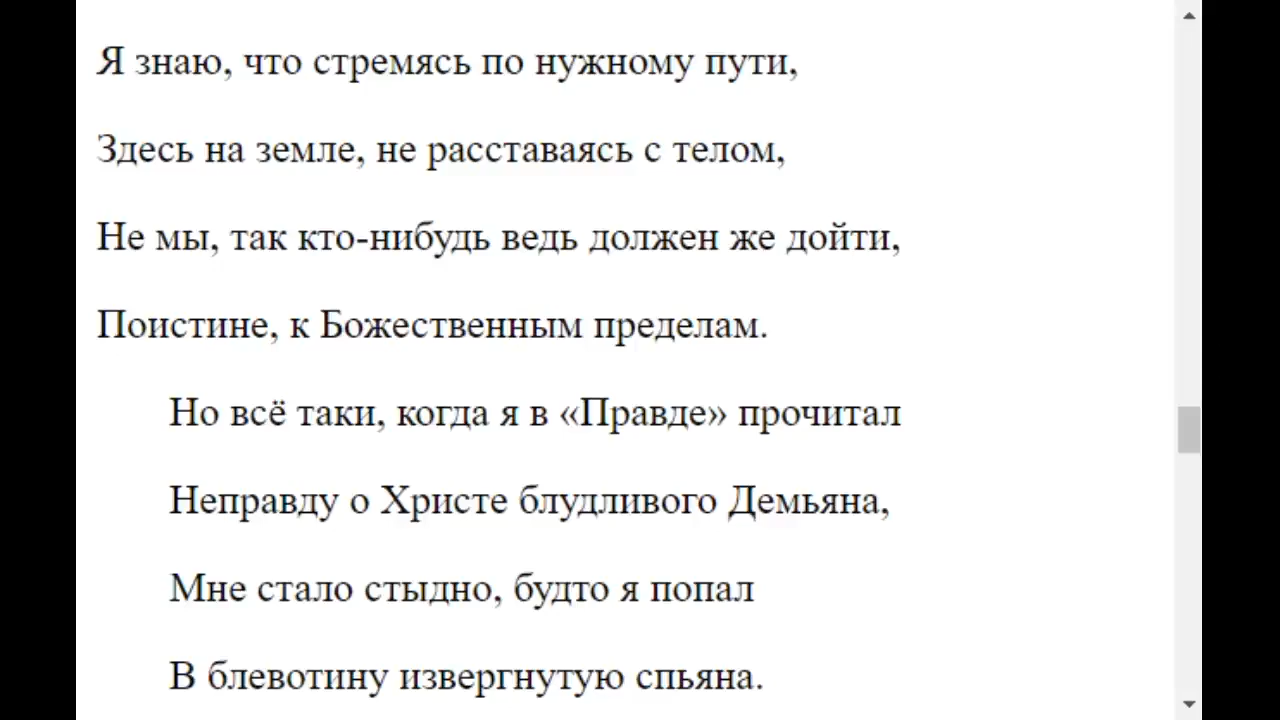 Я знаю, что стремясь по нужному пути,
Здесь на земле, не расставаясь с телом,
Не мы, так кто-нибудь ведь должен же дойти,
Поистине, к Божественным пределам.
Но всё таки, когда я в «Правде» прочитал
Неправду о Христе блудливого Демьяна,
Мне стало стыдно, будто я попал
В блевотину извергнутую спьяна.